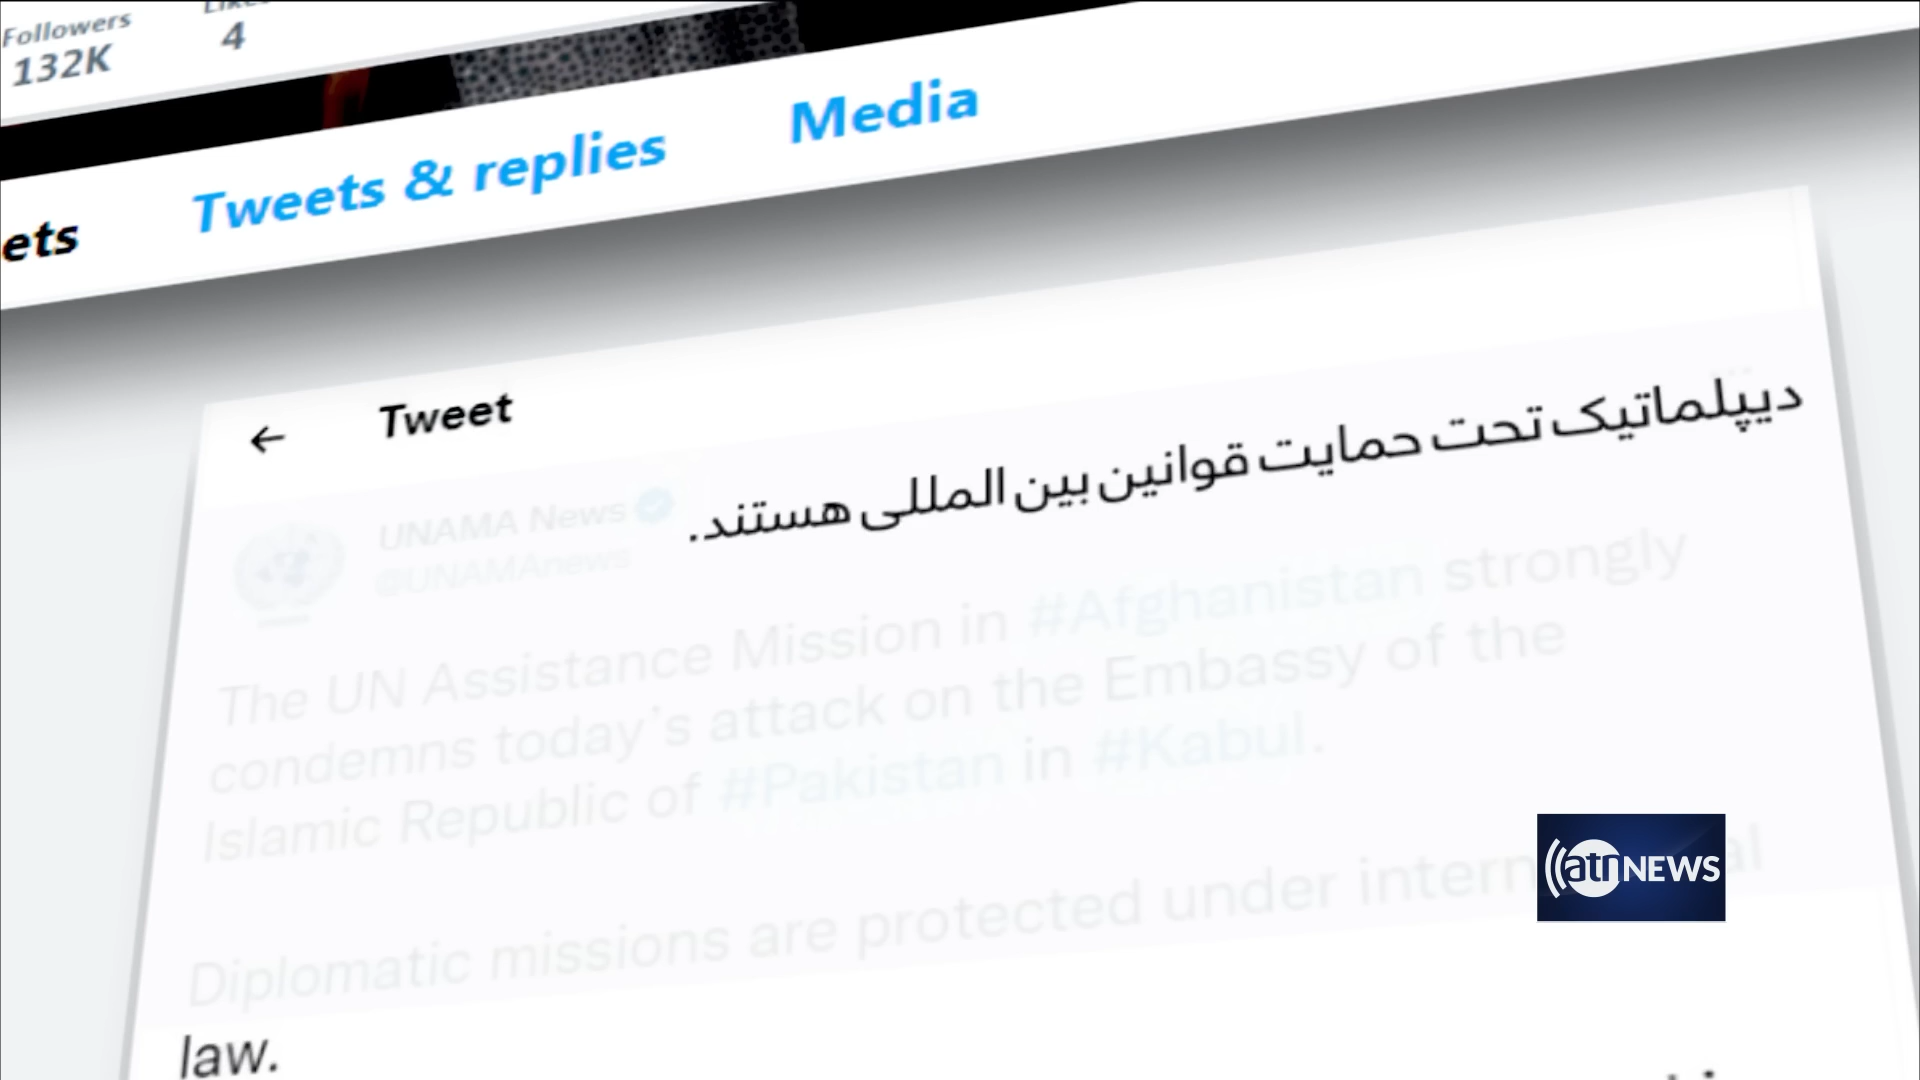 Followers
132K
4
ets
Tweets & replies
Media
Tweet
دیپلماتیک تحت حمایت قوانین بین المللی هستند.
UNAMA News
@UNAMAnews
The UN Assistance Mission in #Afghanistan strongly
condemns today's attack on the Embassy of the
Islamic Republic of #Pakistan in #Kabul.
Diplomatic missions are protected under intern al
law.
atn NEWS